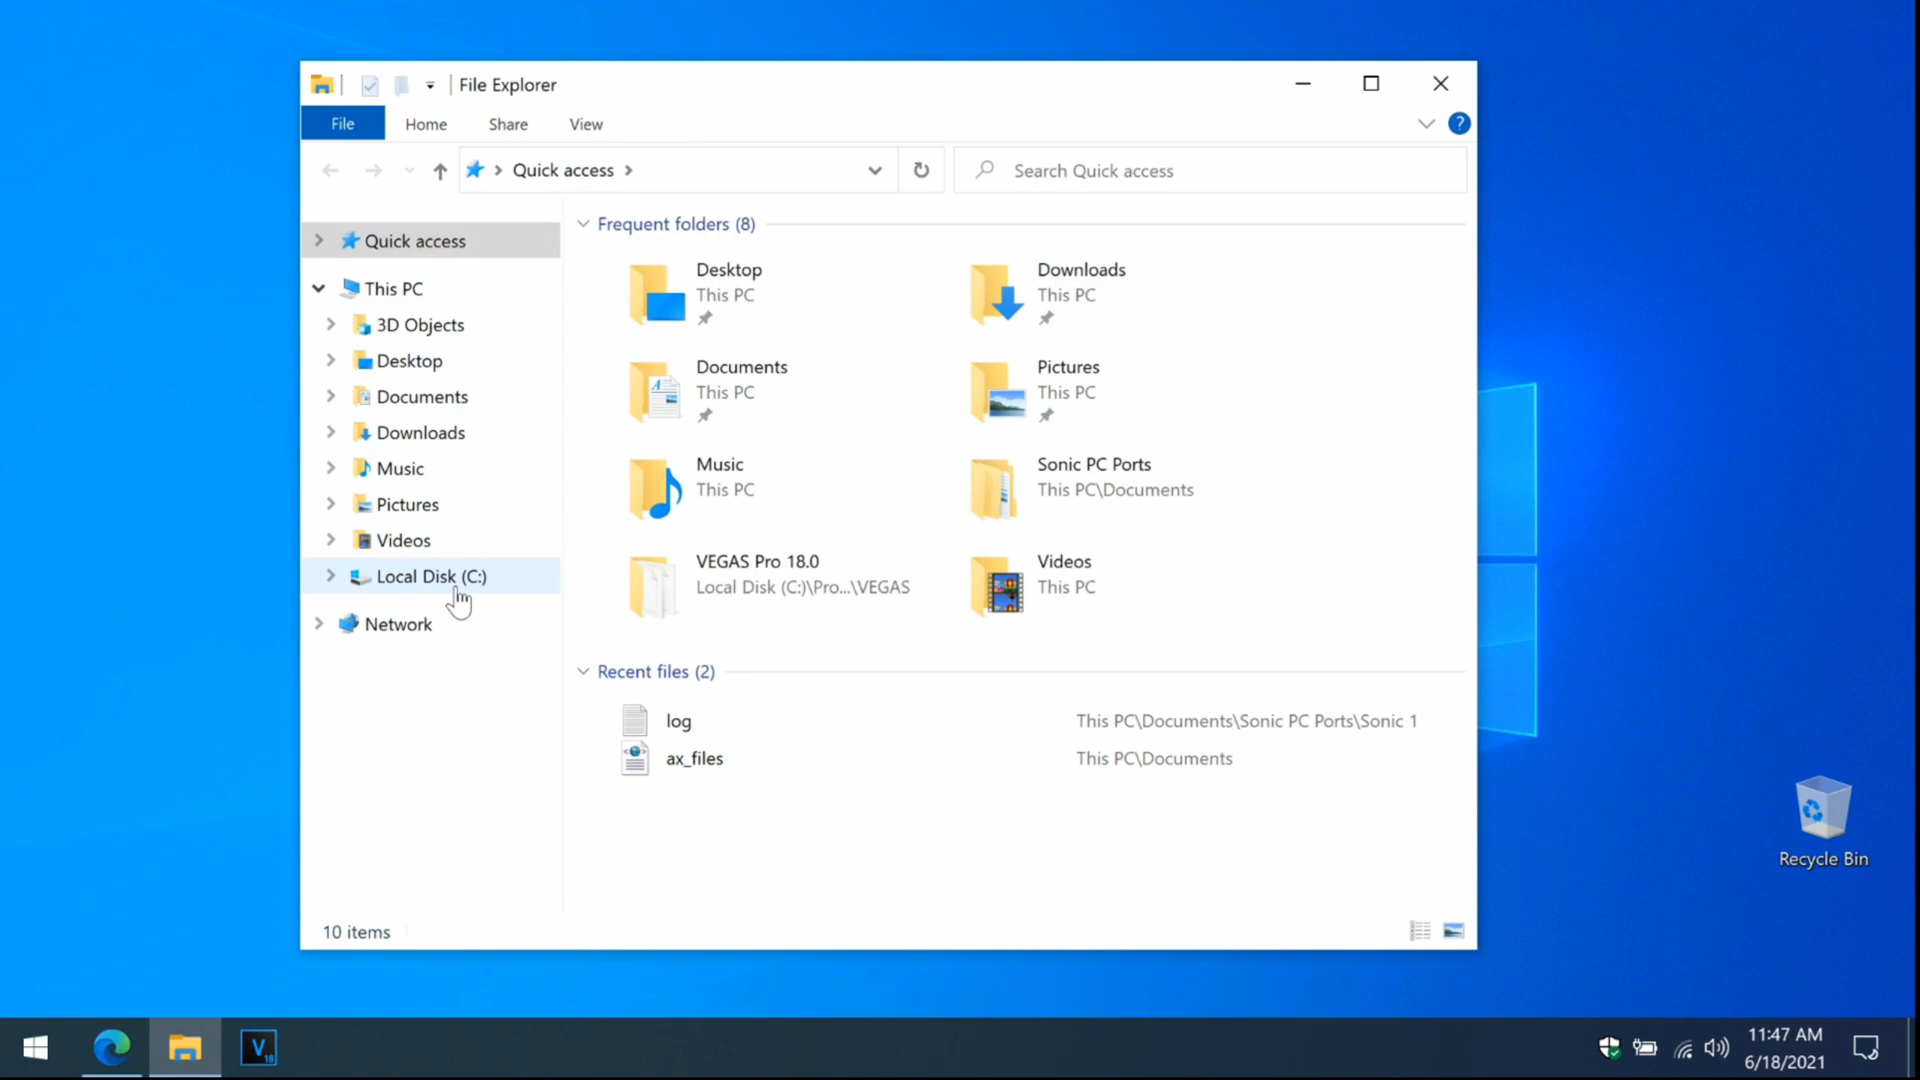 File Explorer
File Home Share View
?
Quick access
Search Quick access
Quick access
This PC
3D Objects
Desktop
Documents
Downloads
Music
Pictures
Videos
Local Disk (C:)
Network
Frequent folders (8)
Desktop
This PC
Downloads
This PC
Documents
This PC
Pictures
This PC
Music
This PC
Sonic PC Ports
This PC\Documents
VEGAS Pro 18.0
Local Disk (C:)\Pro...\VEGAS
Videos
This PC
Recent files (2)
log This PC\Documents\Sonic PC Ports\Sonic 1
ax_files This PC\Documents
10 items
Recycle Bin
V 18
11:47 AM
6/18/2021